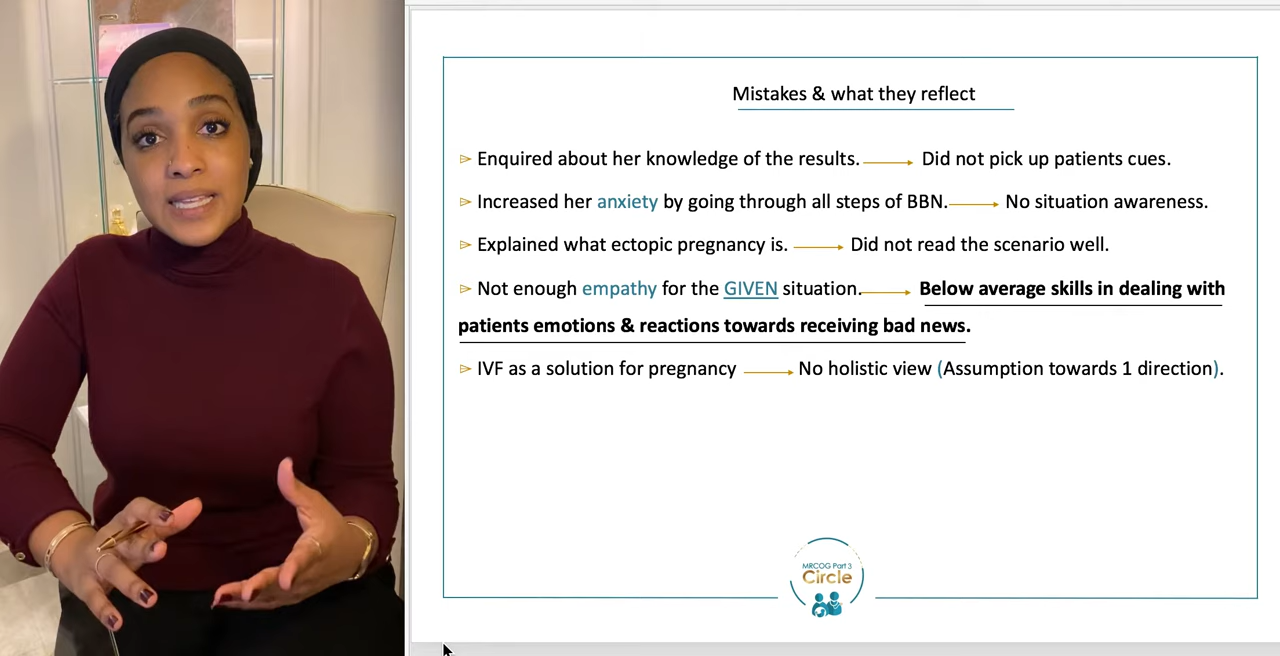 Mistakes & what they reflect
⌲ Enquired about her knowledge of the results. → Did not pick up patients cues.
⌲ Increased her anxiety by going through all steps of BBN. → No situation awareness.
⌲ Explained what ectopic pregnancy is. → Did not read the scenario well.
⌲ Not enough empathy for the GIVEN situation. → Below average skills in dealing with
patients emotions & reactions towards receiving bad news.
⌲ IVF as a solution for pregnancy → No holistic view (Assumption towards 1 direction).
MRCOG Part 3
Circle